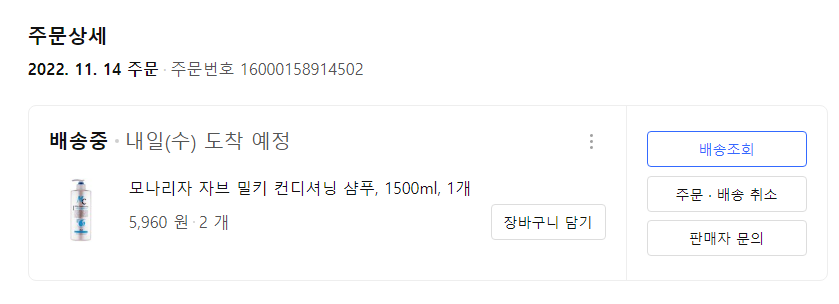 주문상세
2022. 11. 14 주문 · 주문번호 16000158914502
배송중 · 내일(수) 도착 예정
모나리자 자브 밀키 컨디셔닝 샴푸, 1500ml, 1개
5,960 원 · 2 개
장바구니 담기
배송조회
주문 · 배송 취소
판매자 문의